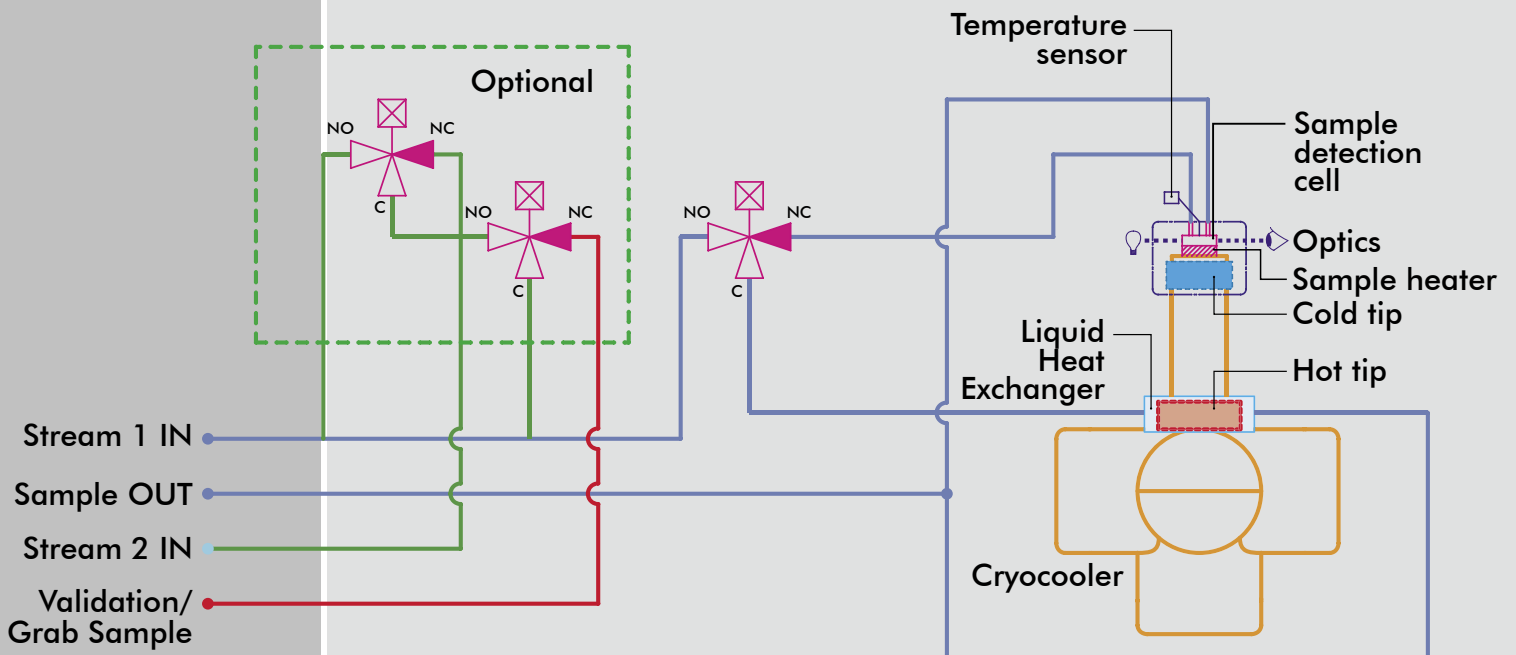 Temperature
sensor
Optional
Sample
detection
cell
NO
NC
C
NO
NC
C
NO
NC
C
Optics
Sample heater
Cold tip
Liquid
Heat
Exchanger
Hot tip
Stream 1 IN
Sample OUT
Stream 2 IN
Cryocooler
Validation/
Grab Sample